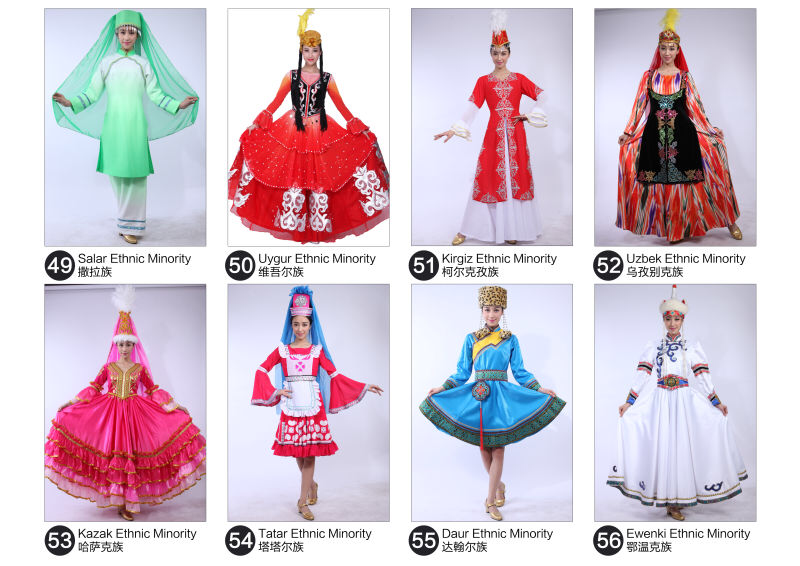 49 Salar Ethnic Minority
撒拉族
50 Uygur Ethnic Minority
维吾尔族
51 Kirgiz Ethnic Minority
柯尔克孜族
52 Uzbek Ethnic Minority
乌孜别克族
53 Kazak Ethnic Minority
哈萨克族
54 Tatar Ethnic Minority
塔塔尔族
55 Daur Ethnic Minority
达翰尔族
56 Ewenki Ethnic Minority
鄂温克族